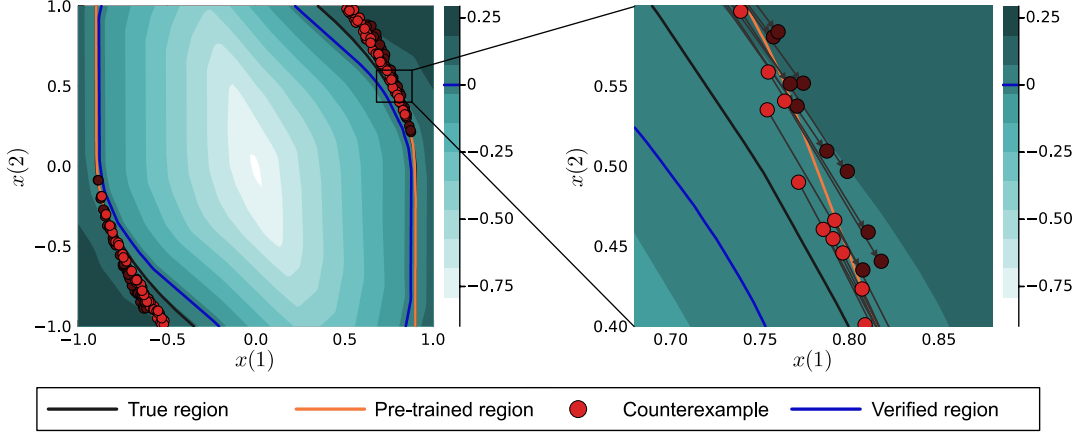 1.0
0.5
0.0
−0.5
−1.0
x(2)
−1.0 −0.5 0.0 0.5 1.0
x(1)
0.25
0
−0.25
−0.50
−0.75
0.55
0.50
0.45
0.40
x(2)
0.70 0.75 0.80 0.85
x(1)
0.25
0
−0.25
−0.50
−0.75
True region Pre-trained region Counterexample Verified region